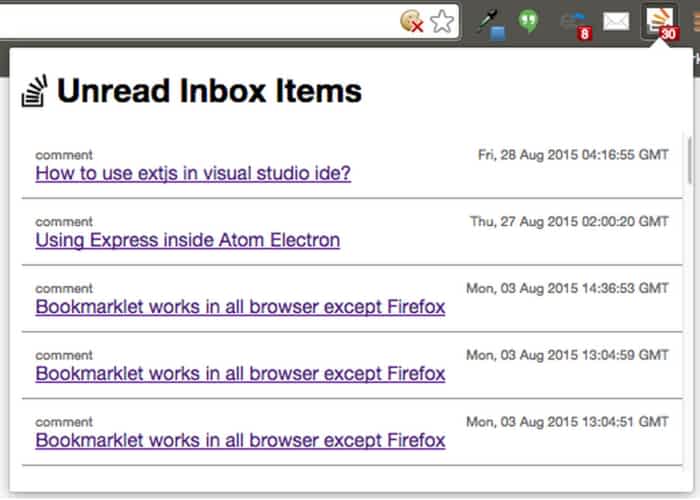 8
30
Unread Inbox Items
comment
Fri, 28 Aug 2015 04:16:55 GMT
How to use extjs in visual studio ide?
comment
Thu, 27 Aug 2015 02:00:20 GMT
Using Express inside Atom Electron
comment
Mon, 03 Aug 2015 14:36:53 GMT
Bookmarklet works in all browser except Firefox
comment
Mon, 03 Aug 2015 13:04:59 GMT
Bookmarklet works in all browser except Firefox
comment
Mon, 03 Aug 2015 13:04:51 GMT
Bookmarklet works in all browser except Firefox